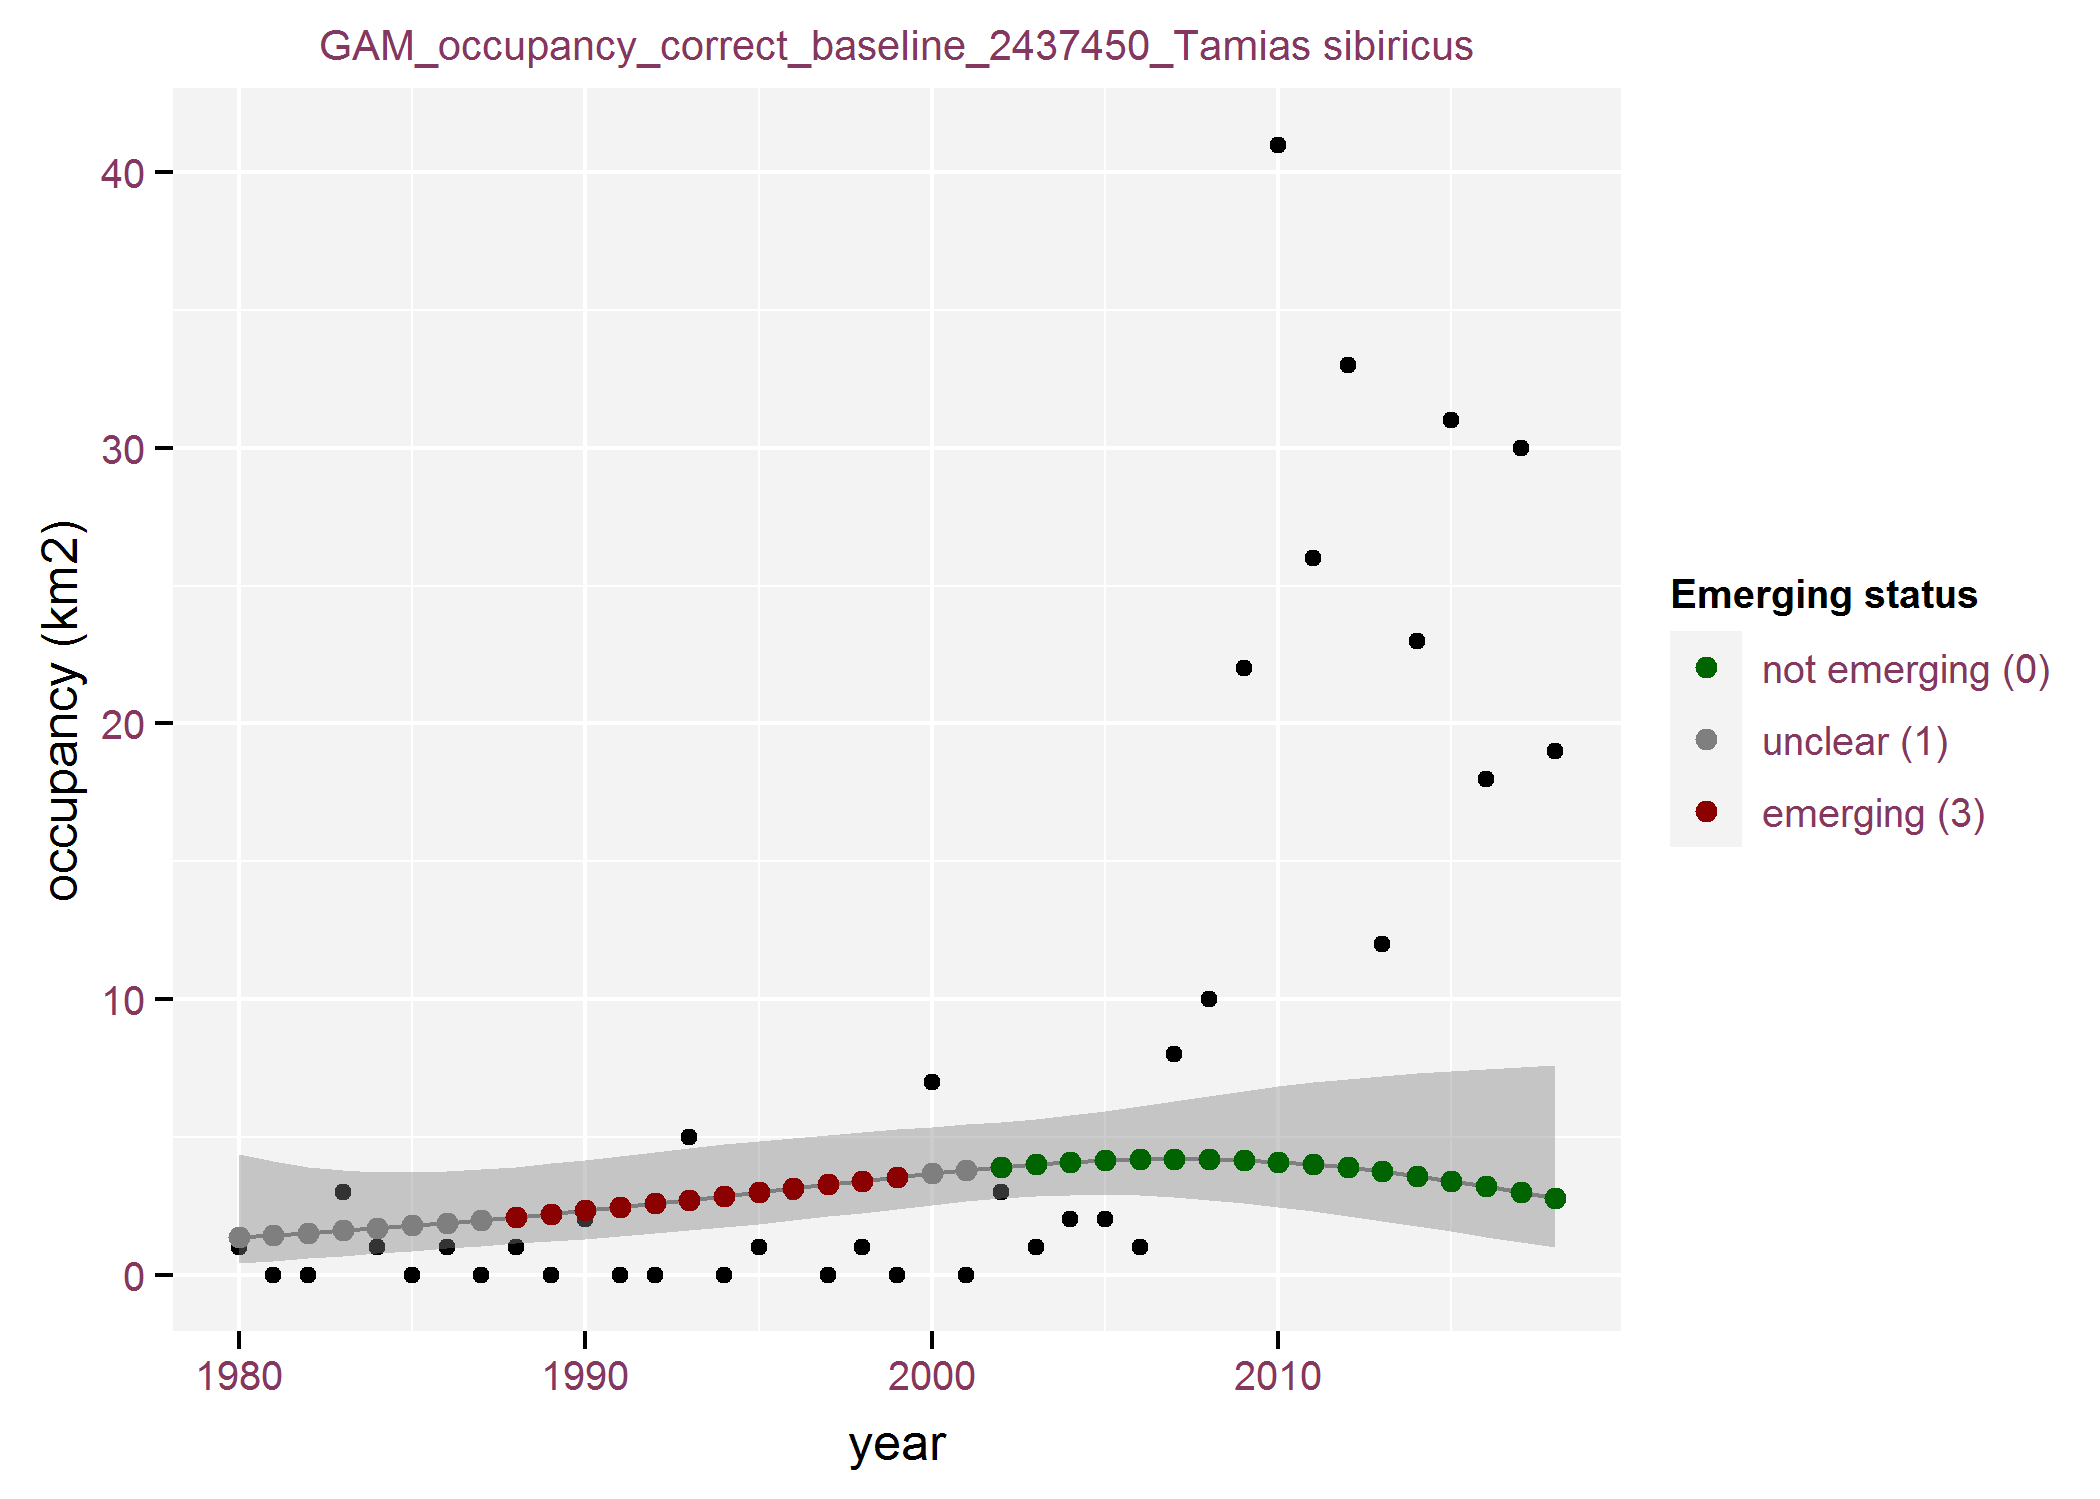 GAM_occupancy_correct_baseline_2437450_Tamias sibiricus
40
30
20
10
0
occupancy (km2)
1980 1990 2000 2010
year
Emerging status
not emerging (0)
unclear (1)
emerging (3)